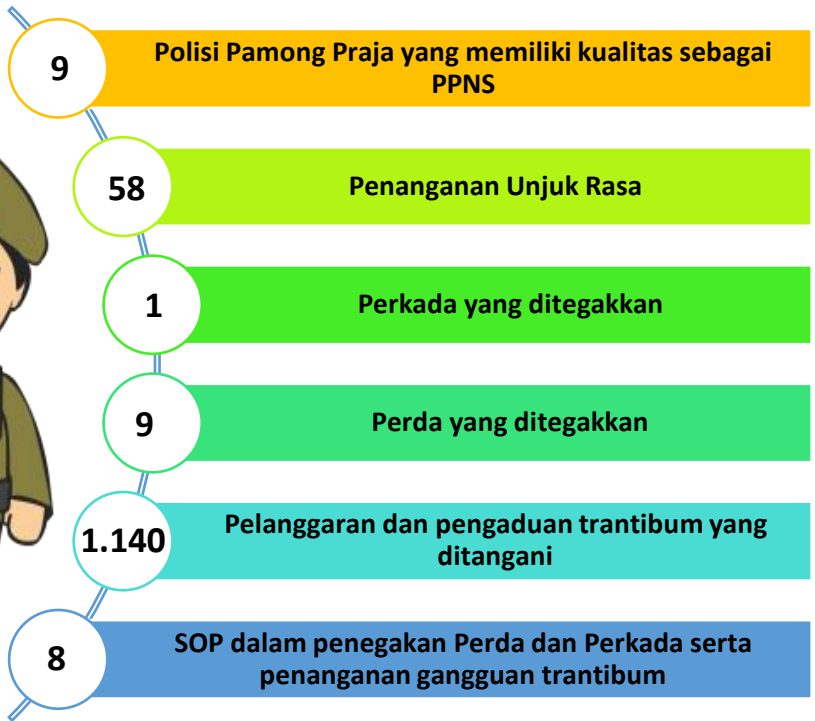 9
Polisi Pamong Praja yang memiliki kualitas sebagai
PPNS
58
Penanganan Unjuk Rasa
1
Perkada yang ditegakkan
9
Perda yang ditegakkan
1.140
Pelanggaran dan pengaduan trantibum yang
ditangani
8
SOP dalam penegakan Perda dan Perkada serta
penanganan gangguan trantibum